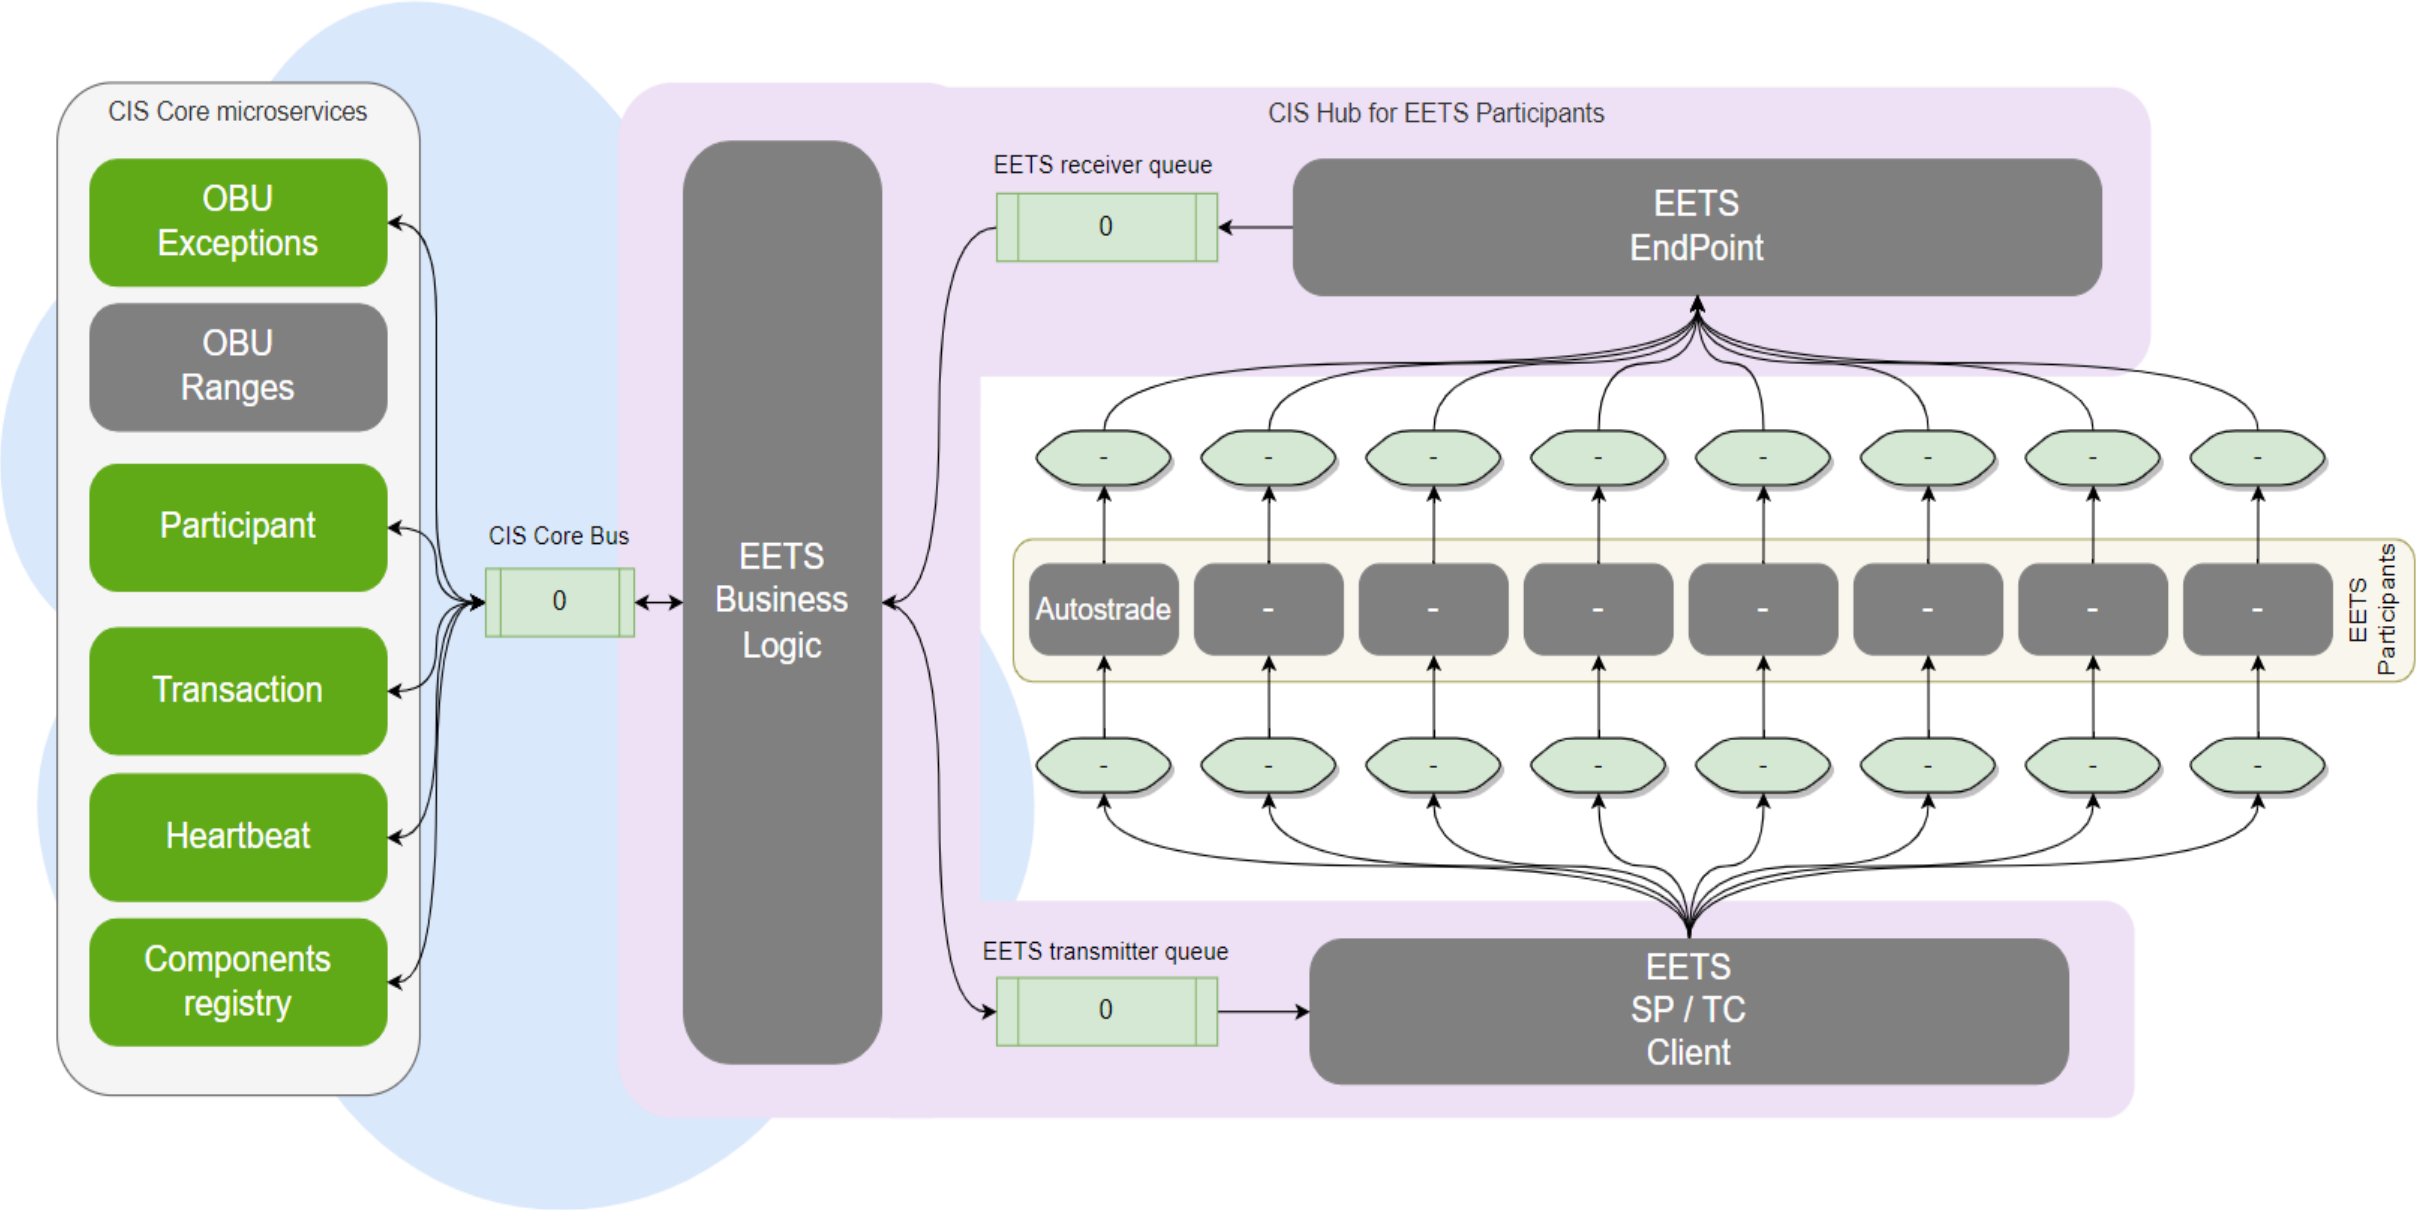 CIS Core microservices
OBU
Exceptions
OBU
Ranges
Participant
Transaction
Heartbeat
Components
registry
CIS Core Bus
0
EETS
Business
Logic
CIS Hub for EETS Participants
EETS receiver queue
0
EETS
EndPoint
- - - - - - - -
Autostrade - - - - - - -
EETS
Participants
- - - - - - - -
EETS transmitter queue
0
EETS
SP / TC
Client